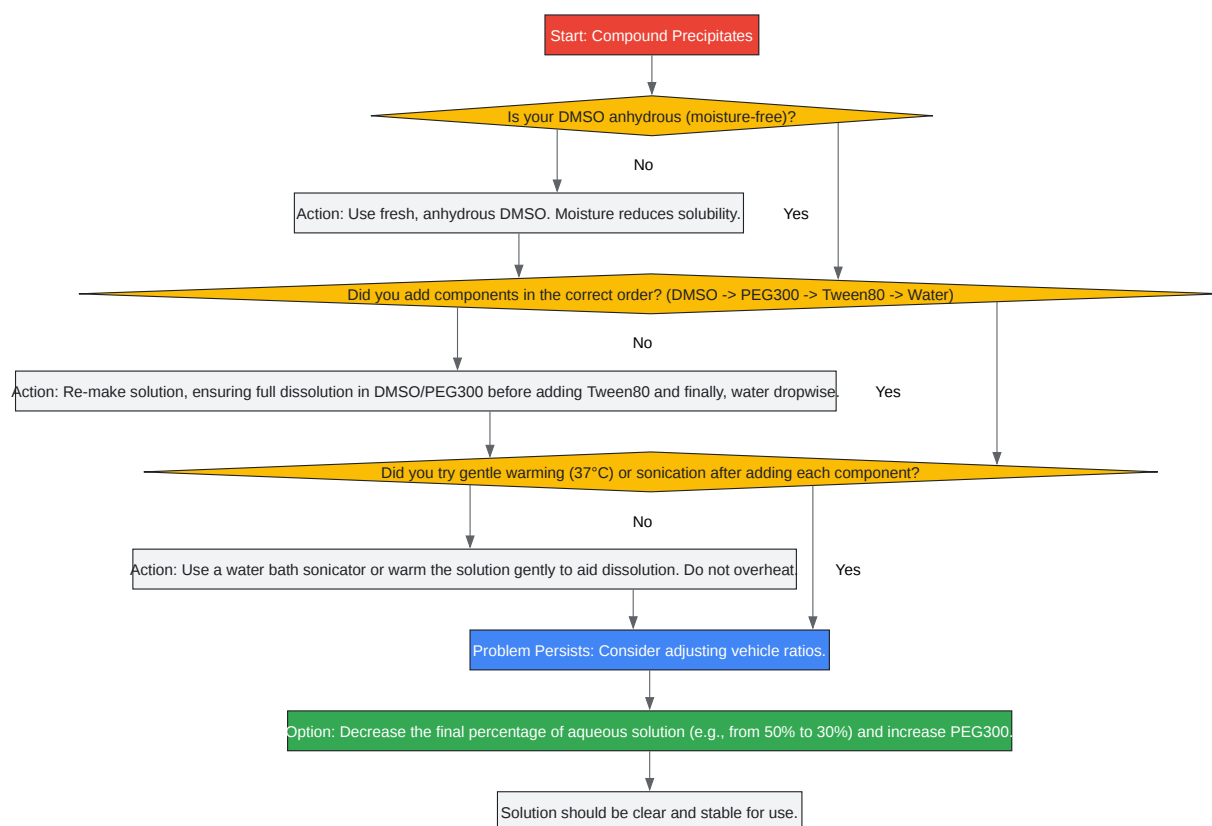 Start: Compound Precipitates
Is your DMSO anhydrous (moisture-free)?
No
Action: Use fresh, anhydrous DMSO. Moisture reduces solubility.
Yes
Did you add components in the correct order? (DMSO -> PEG300 -> Tween80 -> Water)
No
Action: Re-make solution, ensuring full dissolution in DMSO/PEG300 before adding Tween80 and finally, water dropwise.
Yes
Did you try gentle warming (37°C) or sonication after adding each component?
No
Action: Use a water bath sonicator or warm the solution gently to aid dissolution. Do not overheat.
Yes
Problem Persists: Consider adjusting vehicle ratios.
Option: Decrease the final percentage of aqueous solution (e.g., from 50% to 30%) and increase PEG300.
Solution should be clear and stable for use.